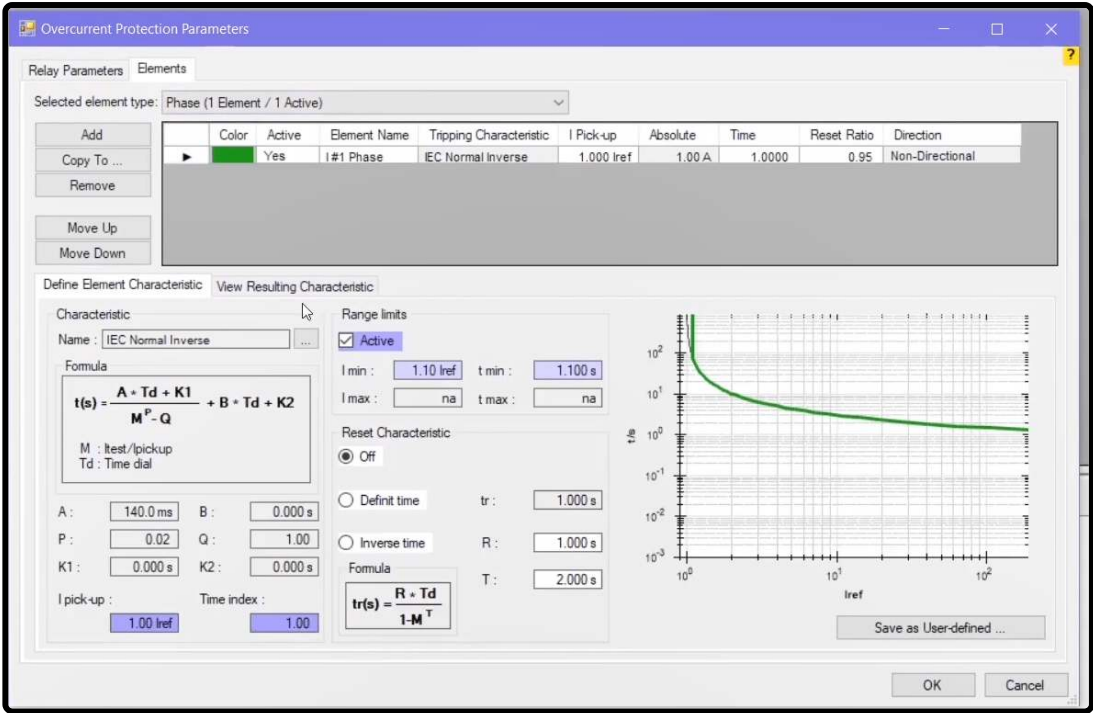 Overcurrent Protection Parameters
?
Relay Parameters Elements
Selected element type: Phase (1 Element / 1 Active)
Add
Copy To ...
Remove
Move Up
Move Down
Color Active Element Name Tripping Characteristic I Pick-up Absolute Time Reset Ratio Direction
Yes I #1 Phase IEC Normal Inverse 1.000 Iref 1.00 A 1.0000 0.95 Non-Directional
Define Element Characteristic View Resulting Characteristic
Characteristic
Name : IEC Normal Inverse ...
Formula
t(s) = (A * Td + K1) / (M^P - Q) + B * Td + K2
M : Itest/Ipickup
Td : Time dial
A : 140.0 ms B : 0.000 s
P : 0.02 Q : 1.00
K1 : 0.000 s K2 : 0.000 s
I pick-up : Time index :
1.00 Iref 1.00
Range limits
Active
I min : 1.10 Iref t min : 1.100 s
I max : na t max : na
Reset Characteristic
Off
Definit time tr : 1.000 s
Inverse time R : 1.000 s
Formula T : 2.000 s
tr(s) = (R * Td) / (1-M^T)
t/s
10^2
10^1
10^0
10^-1
10^-2
10^-3
10^0 10^1 10^2
Iref
Save as User-defined ...
OK Cancel